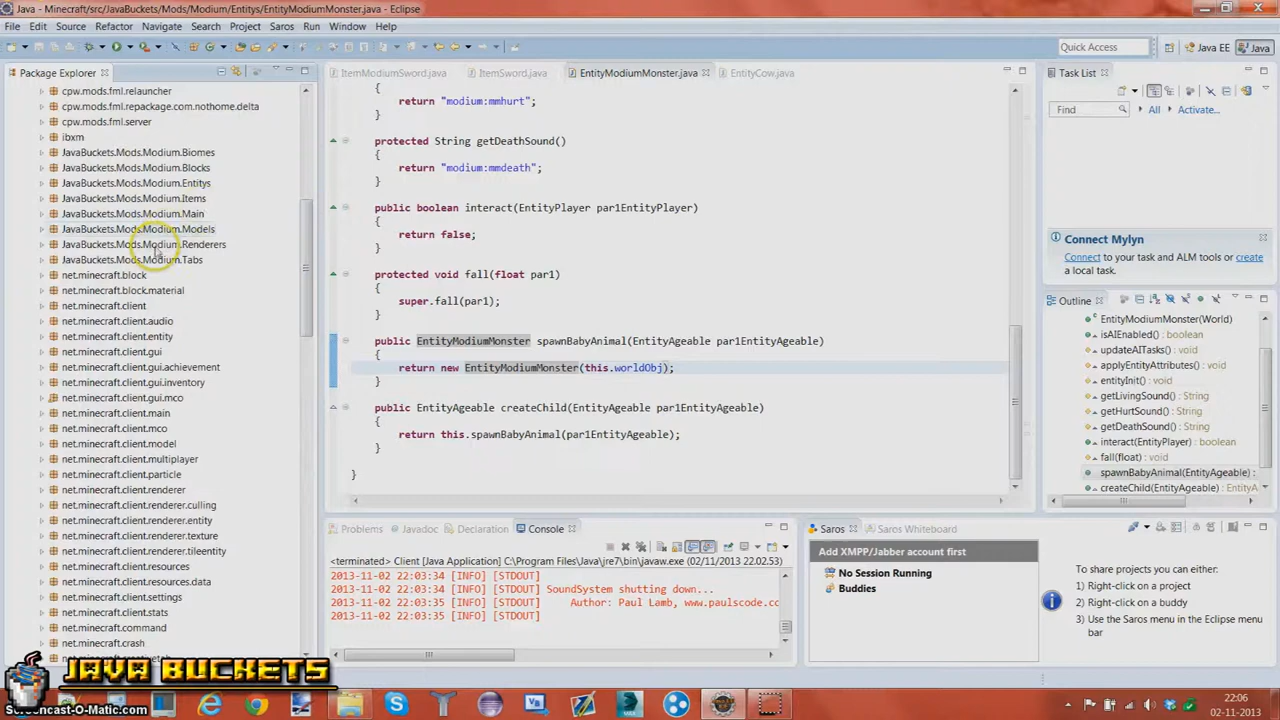 Java - Minecraft/src/JavaBuckets/Mods/Modium/Entitys/EntityModiumMonster.java - Eclipse
File Edit Source Refactor Navigate Search Project Saros Run Window Help
Quick Access
Java EE
Java
Package Explorer
cpw.mods.fml.relauncher
cpw.mods.fml.repackage.com.nothome.delta
cpw.mods.fml.server
ibxm
JavaBuckets.Mods.Modium.Biomes
JavaBuckets.Mods.Modium.Blocks
JavaBuckets.Mods.Modium.Entitys
JavaBuckets.Mods.Modium.Items
JavaBuckets.Mods.Modium.Main
JavaBuckets.Mods.Modium.Models
JavaBuckets.Mods.Modium.Renderers
JavaBuckets.Mods.Modium.Tabs
net.minecraft.block
net.minecraft.block.material
net.minecraft.client
net.minecraft.client.audio
net.minecraft.client.entity
net.minecraft.client.gui
net.minecraft.client.gui.achievement
net.minecraft.client.gui.inventory
net.minecraft.client.gui.mco
net.minecraft.client.main
net.minecraft.client.mco
net.minecraft.client.model
net.minecraft.client.multiplayer
net.minecraft.client.particle
net.minecraft.client.renderer
net.minecraft.client.renderer.culling
net.minecraft.client.renderer.entity
net.minecraft.client.renderer.texture
net.minecraft.client.renderer.tileentity
net.minecraft.client.resources
net.minecraft.client.resources.data
net.minecraft.client.settings
net.minecraft.client.stats
net.minecraft.command
net.minecraft.crash
ItemModiumSword.java ItemSword.java EntityModiumMonster.java EntityCow.java
{
return "modium:mmhurt";
}
protected String getDeathSound()
{
return "modium:mmdeath";
}
public boolean interact(EntityPlayer par1EntityPlayer)
{
return false;
}
protected void fall(float par1)
{
super.fall(par1);
}
public EntityModiumMonster spawnBabyAnimal(EntityAgeable par1EntityAgeable)
{
return new EntityModiumMonster(this.worldObj);
}
public EntityAgeable createChild(EntityAgeable par1EntityAgeable)
{
return this.spawnBabyAnimal(par1EntityAgeable);
}
}
Task List
Find
All
Activate...
Connect Mylyn
Connect to your task and ALM tools or create a local task.
Outline
EntityModiumMonster(World)
isAIEnabled() : boolean
updateAITasks() : void
applyEntityAttributes() : void
entityInit() : void
getLivingSound() : String
getHurtSound() : String
getDeathSound() : String
interact(EntityPlayer) : boolean
fall(float) : void
spawnBabyAnimal(EntityAgeable) :
createChild(EntityAgeable) : EntityA
Problems Javadoc Declaration Console
<terminated> Client [Java Application] C:\Program Files\Java\jre7\bin\javaw.exe (02/11/2013 22.02.53)
2013-11-02 22:03:34 [INFO] [STDOUT]
2013-11-02 22:03:34 [INFO] [STDOUT] SoundSystem shutting down...
2013-11-02 22:03:35 [INFO] [STDOUT] Author: Paul Lamb, www.paulscode.cc
2013-11-02 22:03:35 [INFO] [STDOUT]
Saros Saros Whiteboard
Add XMPP/Jabber account first
No Session Running
Buddies
To share projects you can either:
1) Right-click on a project
2) Right-click on a buddy
3) Use the Saros menu in the Eclipse menu bar
JAVA BUCKETS
Screencast-O-Matic.com
22:06
02-11-2013